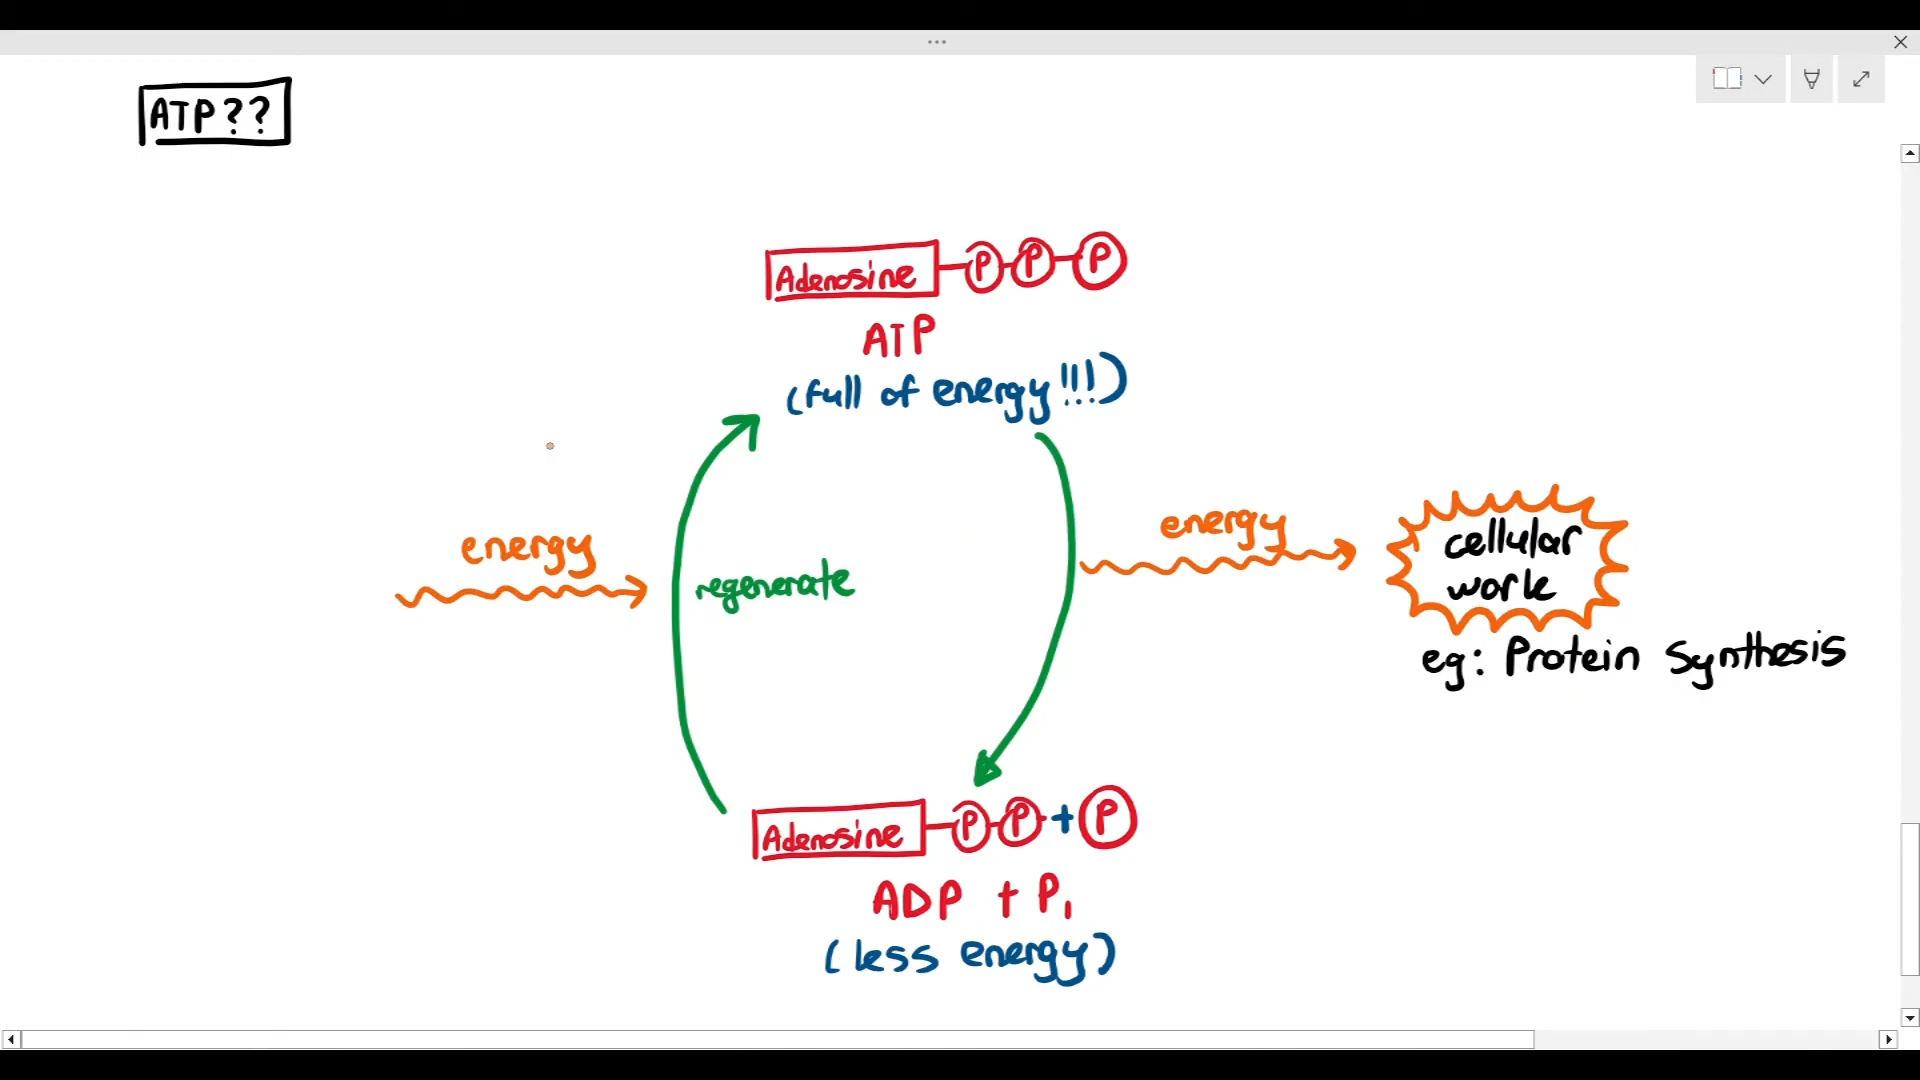 ATP??
Adenosine P P P
ATP
(full of energy!!!)
energy
regenerate
energy
cellular
work
eg: Protein Synthesis
Adenosine P P + P
ADP + Pi
(less energy)